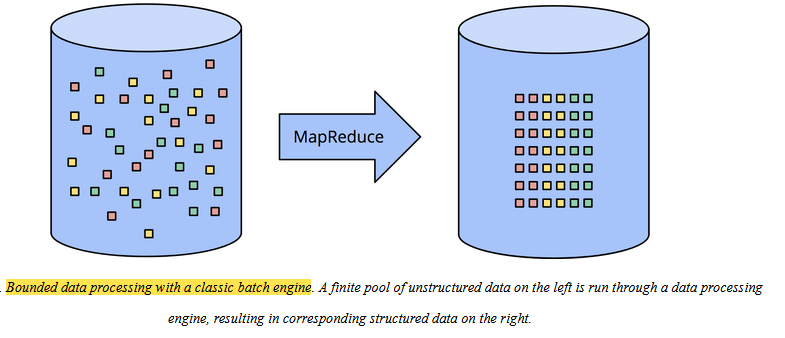 MapReduce
. Bounded data processing with a classic batch engine. A finite pool of unstructured data on the left is run through a data processing
engine, resulting in corresponding structured data on the right.